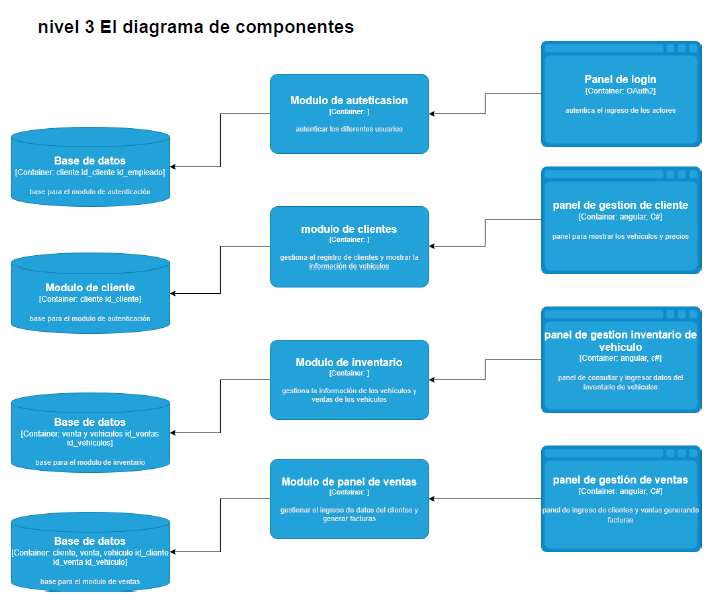 nivel 3 El diagrama de componentes
Panel de login
[Container: OAuth2]
autentica el ingreso de los actores
Modulo de auteticasion
[Container: ]
autenticar los diferentes usuarios
Base de datos
[Container: cliente id_cliente id_empleado]
base para el modulo de autenticación
panel de gestion de cliente
[Container: angular, C#]
panel para mostrar los vehículos y precios
modulo de clientes
[Container: ]
gestiona el registro de clientes y mostrar la
información de vehículos
Modulo de cliente
[Container: cliente id_cliente]
base para el modulo de autenticación
panel de gestion inventario de
vehiculo
[Container: angular, c#]
panel de consultar y ingresar datos del
inventario de vehículos
Modulo de inventario
[Container: ]
gestiona la información de los vehículos y
ventas de los vehículos
Base de datos
[Container: venta y vehiculos id_ventas
id_vehículos]
base para el modulo de inventario
panel de gestión de ventas
[Container: angular, C#]
panel de ingreso de clientes y ventas generando
facturas
Modulo de panel de ventas
[Container: ]
gestionar el ingreso de datos del clientes y
generar facturas
Base de datos
[Container: cliente, venta, vehiculo id_cliente
id_venta id_vehiculo]
base para el modulo de ventas